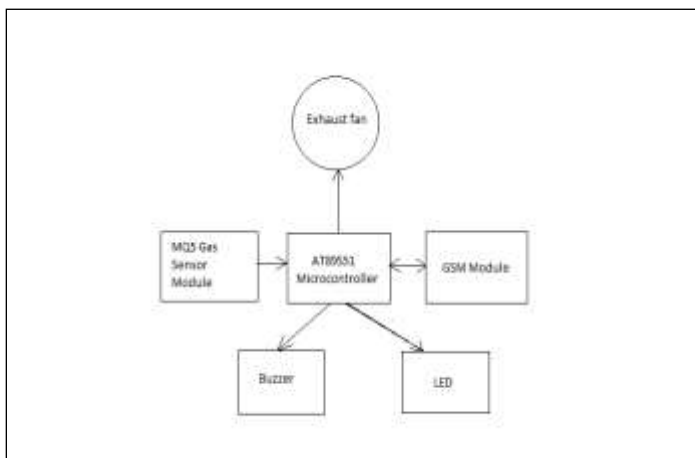 Exhaust fan
MQ5 Gas
Sensor
Module
AT89S51
Microcontroller
GSM Module
Buzzer
LED